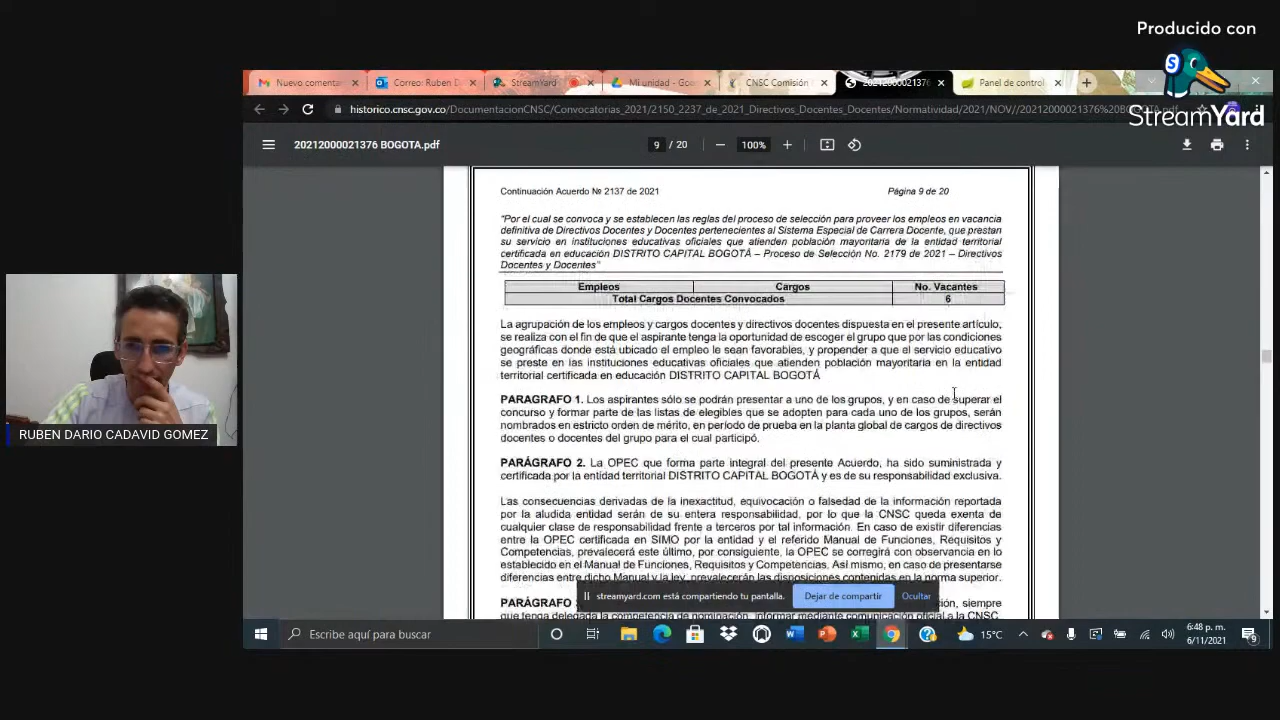 Producido con
StreamYard
Nuevo comenta
Correo: Ruben D
StreamYard
Mi unidad - Goo
CNSC Comisión
20212000021376
Panel de control
historico.cnsc.gov.co/DocumentacionCNSC/Convocatorias_2021/2150_2237_de_2021_Directivos_Docentes_Docentes/Normatividad/2021/NOV//20212000021376%20BOGOTA.pdf
20212000021376 BOGOTA.pdf
9 / 20
100%
Continuación Acuerdo № 2137 de 2021
Página 9 de 20
"Por el cual se convoca y se establecen las reglas del proceso de selección para proveer los empleos en vacancia
definitiva de Directivos Docentes y Docentes pertenecientes al Sistema Especial de Carrera Docente, que prestan
su servicio en instituciones educativas oficiales que atienden población mayoritaria de la entidad territorial
certificada en educación DISTRITO CAPITAL BOGOTÁ – Proceso de Selección No. 2179 de 2021 – Directivos
Docentes y Docentes"
Empleos Cargos No. Vacantes
Total Cargos Docentes Convocados 6
La agrupación de los empleos y cargos docentes y directivos docentes dispuesta en el presente artículo,
se realiza con el fin de que el aspirante tenga la oportunidad de escoger el grupo que por las condiciones
geográficas donde está ubicado el empleo le sean favorables, y propender a que el servicio educativo
se preste en las instituciones educativas oficiales que atienden población mayoritaria en la entidad
territorial certificada en educación DISTRITO CAPITAL BOGOTÁ
PARAGRAFO 1. Los aspirantes sólo se podrán presentar a uno de los grupos, y en caso de superar el
concurso y formar parte de las listas de elegibles que se adopten para cada uno de los grupos, serán
nombrados en estricto orden de mérito, en período de prueba en la planta global de cargos de directivos
docentes o docentes del grupo para el cual participó.
PARÁGRAFO 2. La OPEC que forma parte integral del presente Acuerdo, ha sido suministrada y
certificada por la entidad territorial DISTRITO CAPITAL BOGOTÁ y es de su responsabilidad exclusiva.
Las consecuencias derivadas de la inexactitud, equivocación o falsedad de la información reportada
por la aludida entidad serán de su entera responsabilidad, por lo que la CNSC queda exenta de
cualquier clase de responsabilidad frente a terceros por tal información. En caso de existir diferencias
entre la OPEC certificada en SIMO por la entidad y el referido Manual de Funciones, Requisitos y
Competencias, prevalecerá este último, por consiguiente, la OPEC se corregirá con observancia en lo
establecido en el Manual de Funciones, Requisitos y Competencias. Así mismo, en caso de presentarse
diferencias entre dicho Manual y la ley, prevalecerán las disposiciones contenidas en la norma superior.
PARÁGRAFO ción, siempre
que tenga delegada la competencia de nominación, informar mediante comunicación oficial a la CNSC,
streamyard.com está compartiendo tu pantalla.
Dejar de compartir
Ocultar
RUBEN DARIO CADAVID GOMEZ
Escribe aquí para buscar
15°C
6:48 p. m.
6/11/2021